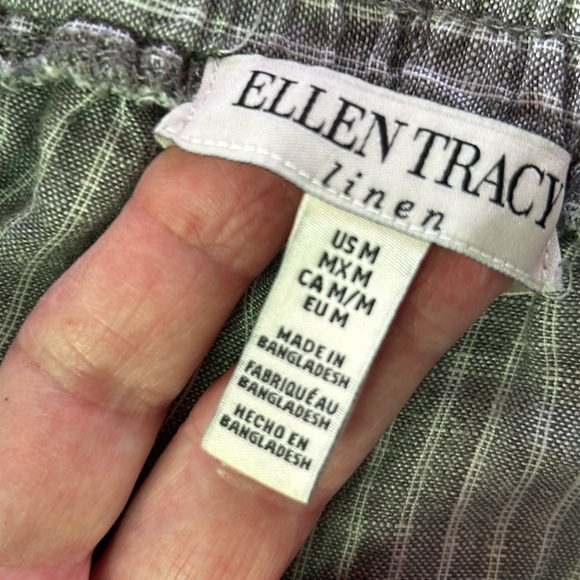 ELLEN TRACY
linen
US M
MX M
CA M/M
EU M
MADE IN
BANGLADESH
FABRIQUÉ AU
BANGLADESH
HECHO EN
BANGLADESH